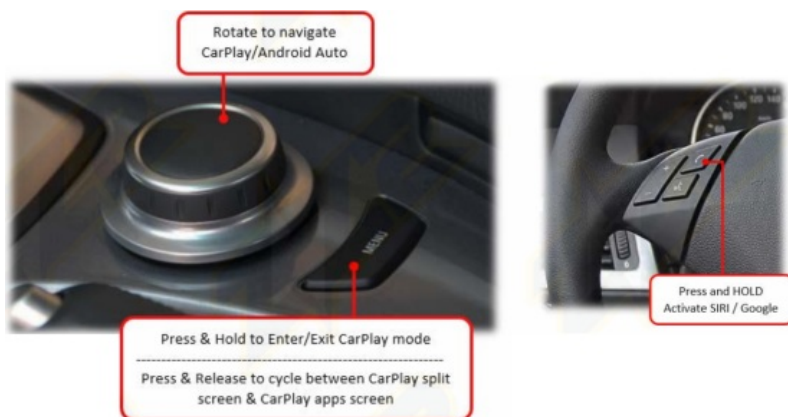 Rotate to navigate
CarPlay/Android Auto
MENU
Press & Hold to Enter/Exit CarPlay mode
Press & Release to cycle between CarPlay split
screen & CarPlay apps screen
Press and HOLD
Activate SIRI / Google